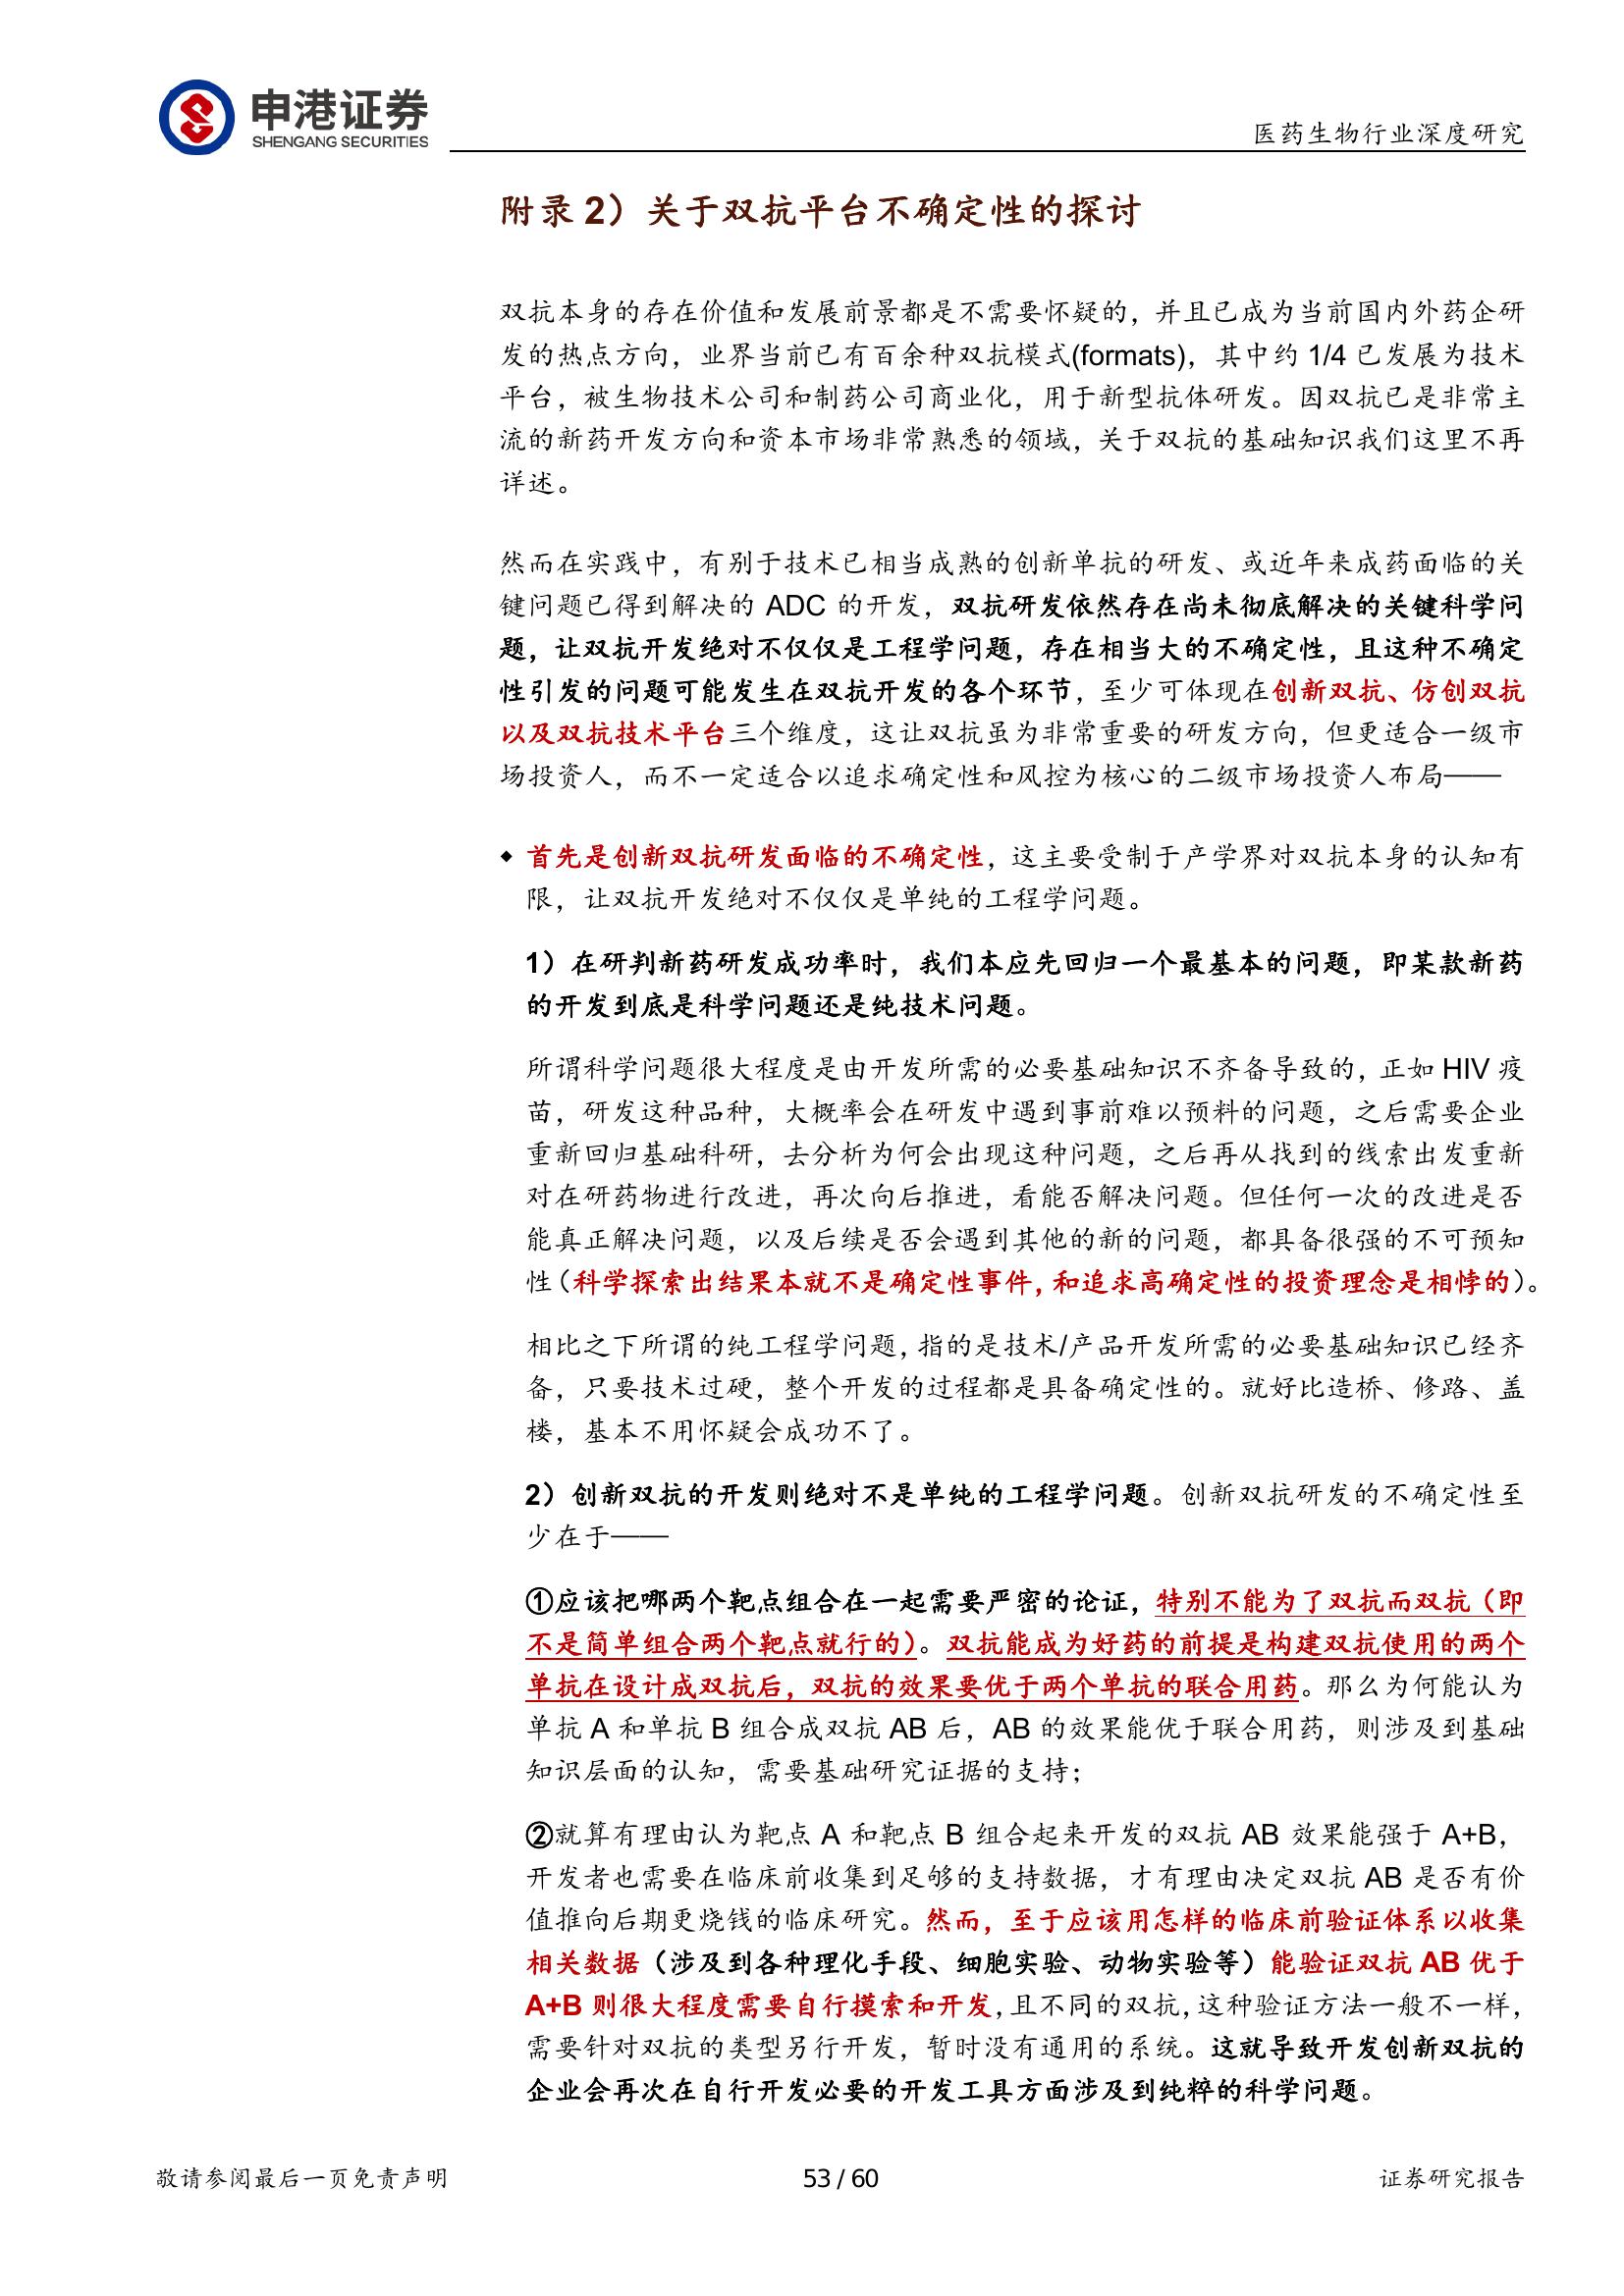 申港证券
SHENGANG SECURITIES
医药生物行业深度研究
附录 2）关于双抗平台不确定性的探讨
双抗本身的存在价值和发展前景都是不需要怀疑的，并且已成为当前国内外药企研
发的热点方向，业界当前已有百余种双抗模式(formats)，其中约 1/4 已发展为技术
平台，被生物技术公司和制药公司商业化，用于新型抗体研发。因双抗已是非常主
流的新药开发方向和资本市场非常熟悉的领域，关于双抗的基础知识我们这里不再
详述。
然而在实践中，有别于技术已相当成熟的创新单抗的研发、或近年来成药面临的关
键问题已得到解决的 ADC 的开发，双抗研发依然存在尚未彻底解决的关键科学问
题，让双抗开发绝对不仅仅是工程学问题，存在相当大的不确定性，且这种不确定
性引发的问题可能发生在双抗开发的各个环节，至少可体现在创新双抗、仿创双抗
以及双抗技术平台三个维度，这让双抗虽为非常重要的研发方向，但更适合一级市
场投资人，而不一定适合以追求确定性和风控为核心的二级市场投资人布局——
◆ 首先是创新双抗研发面临的不确定性，这主要受制于产学界对双抗本身的认知有
限，让双抗开发绝对不仅仅是单纯的工程学问题。
1）在研判新药研发成功率时，我们本应先回归一个最基本的问题，即某款新药
的开发到底是科学问题还是纯技术问题。
所谓科学问题很大程度是由开发所需的必要基础知识不齐备导致的，正如 HIV 疫
苗，研发这种品种，大概率会在研发中遇到事前难以预料的问题，之后需要企业
重新回归基础科研，去分析为何会出现这种问题，之后再从找到的线索出发重新
对在研药物进行改进，再次向后推进，看能否解决问题。但任何一次的改进是否
能真正解决问题，以及后续是否会遇到其他的新的问题，都具备很强的不可预知
性（科学探索出结果本就不是确定性事件，和追求高确定性的投资理念是相悖的）。
相比之下所谓的纯工程学问题，指的是技术/产品开发所需的必要基础知识已经齐
备，只要技术过硬，整个开发的过程都是具备确定性的。就好比造桥、修路、盖
楼，基本不用怀疑会成功不了。
2）创新双抗的开发则绝对不是单纯的工程学问题。创新双抗研发的不确定性至
少在于——
①应该把哪两个靶点组合在一起需要严密的论证，特别不能为了双抗而双抗（即
不是简单组合两个靶点就行的）。双抗能成为好药的前提是构建双抗使用的两个
单抗在设计成双抗后，双抗的效果要优于两个单抗的联合用药。那么为何能认为
单抗 A 和单抗 B 组合成双抗 AB 后，AB 的效果能优于联合用药，则涉及到基础
知识层面的认知，需要基础研究证据的支持；
②就算有理由认为靶点 A 和靶点 B 组合起来开发的双抗 AB 效果能强于 A+B，
开发者也需要在临床前收集到足够的支持数据，才有理由决定双抗 AB 是否有价
值推向后期更烧钱的临床研究。然而，至于应该用怎样的临床前验证体系以收集
相关数据（涉及到各种理化手段、细胞实验、动物实验等）能验证双抗 AB 优于
A+B 则很大程度需要自行摸索和开发，且不同的双抗，这种验证方法一般不一样，
需要针对双抗的类型另行开发，暂时没有通用的系统。这就导致开发创新双抗的
企业会再次在自行开发必要的开发工具方面涉及到纯粹的科学问题。
敬请参阅最后一页免责声明
53 / 60
证券研究报告